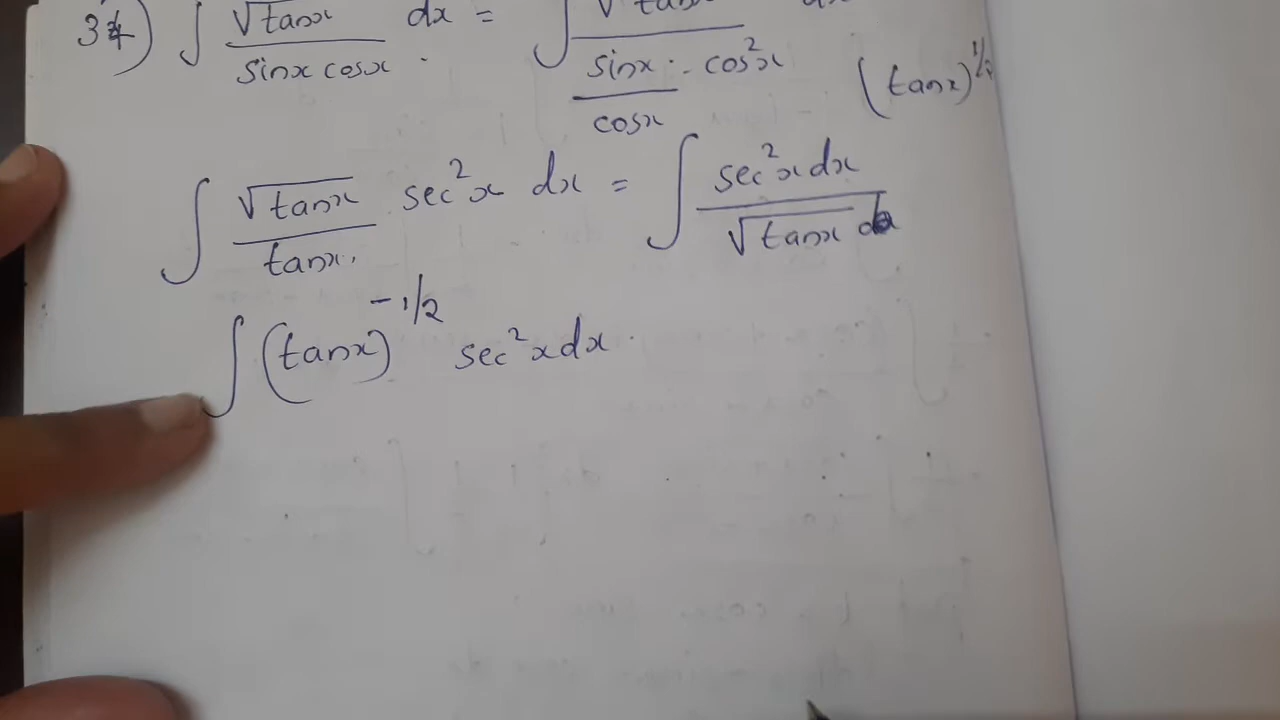 34) ∫ √tanx / sinx cosx dx = ∫ √tanx / (sinx/cosx · cos²x) dx
(tanx)^1/2
∫ √tanx / tanx · sec²x dx = ∫ sec²x dx / √tanx
∫ (tanx)^-1/2 sec²x dx